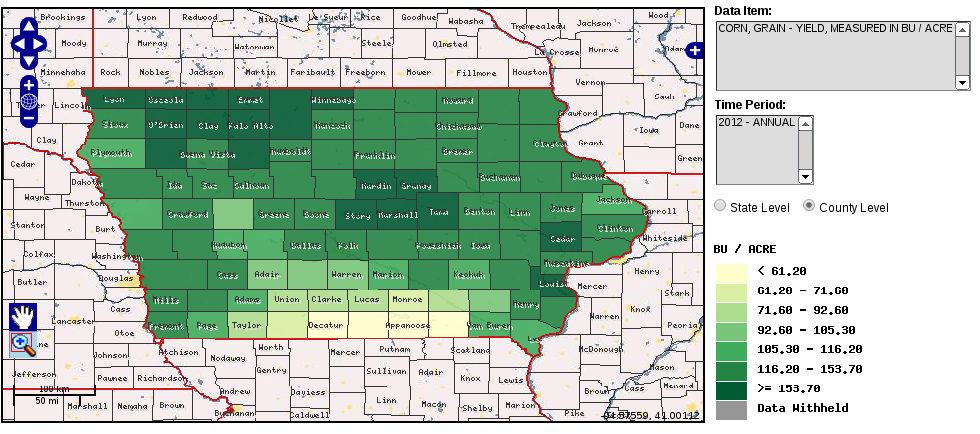 Brookings Lyon Redwood Nicollet Le Sueur Rice Goodhue Wabasha Trempealeau Jackson Wood
Moody Murray Watonwan Steele Olmsted La Crosse Monroe Adams
Minnehaha Rock Nobles Jackson Martin Faribault Freeborn Mower Fillmore Houston Vernon
Lincoln Lyon Osceola Emmet Winnebago Howard Crawford Sauk
Sioux O'Brien Clay Palo Alto Hancock Chickasaw Iowa Dane
Clay Plymouth Buena Vista Humboldt Franklin Bremer Clayton Grant Green
Cedar Dakota Ida Sac Calhoun Hardin Grundy Buchanan Dubuque
Wayne Thurston Crawford Greene Boone Story Marshall Tama Benton Linn Jones Jackson Carroll
Stanton Burt Audubon Dallas Polk Poweshiek Iowa Cedar Clinton Whiteside
Colfax Washington Cass Adair Warren Marion Keokuk Muscatine Henry
Butler Douglas Mills Adams Union Clarke Lucas Monroe Henry Louisa Mercer Stark
Cass Fremont Page Taylor Decatur Appanoose Van Buren Lee Warren Knox Peoria
Lancaster Otoe Atchison Nodaway Worth Mercer Putnam Scotland McDonough
Johnson Gentry Sullivan Adair Knox Lewis Mason
Jefferson Pawnee Richardson Andrew Daviess Linn Macon Shelby Marion Brown Cass Menard
100 km
50 mi
Marshall Nemaha Brown Buchanan Caldwell Pike
Data Item:
CORN, GRAIN - YIELD, MEASURED IN BU / ACRE
Time Period:
2012 - ANNUAL
State Level County Level
BU / ACRE
< 61.20
61.20 - 71.60
71.60 - 92.60
92.60 - 105.30
105.30 - 116.20
116.20 - 153.70
>= 153.70
Data Withheld